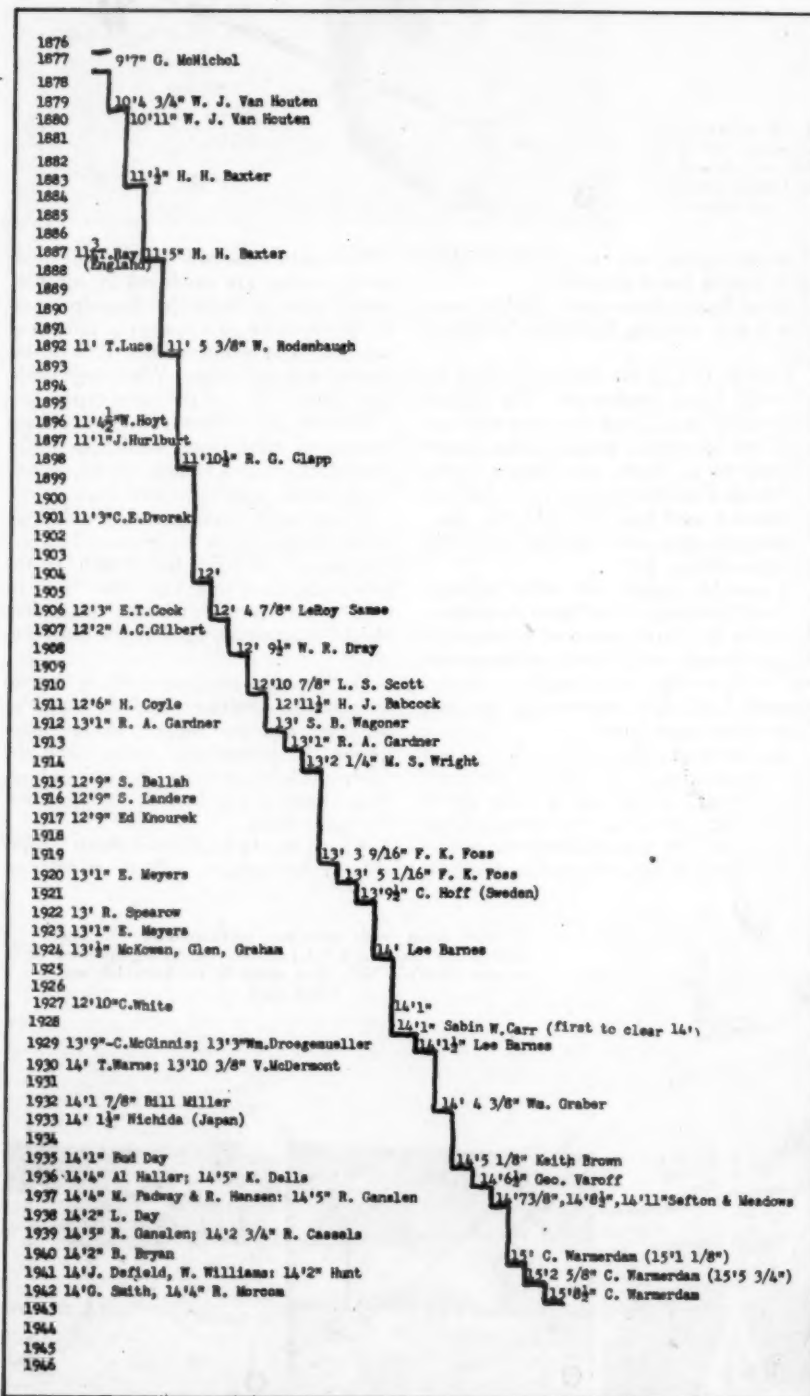 1876
1877 9'7" G. McNichol
1878
1879 10'4 3/4" W. J. Van Houten
1880 10'11" W. J. Van Houten
1881
1882
1883 11'½" H. H. Baxter
1884
1885
1886
3
1887 T.Ray 11'5" H. H. Baxter
(England)
1888
1889
1890
1891
1892 11' T.Luce 11' 5 3/8" W. Rodenbaugh
1893
1894
1895
1896 11'4½"W.Hoyt
1897 11'1"J.Hurlburt
1898 11'10½" R. G. Clapp
1899
1900
1901 11'3"C.E.Dvorak
1902
1903
1904 12'
1905
1906 12'3" E.T.Cook 12' 4 7/8" LeRoy Samse
1907 12'2" A.C.Gilbert
1908 12' 9½" W. R. Dray
1909
1910 12'10 7/8" L. S. Scott
1911 12'6" H. Coyle 12'11½" H. J. Babcock
1912 13'1" R. A. Gardner 13' S. B. Wagoner
1913 13'1" R. A. Gardner
1914 13'2 1/4" M. S. Wright
1915 12'9" S. Bellah
1916 12'9" S. Landers
1917 12'9" Ed Knourek
1918
1919 13' 3 9/16" F. K. Foss
1920 13'1" E. Meyers 13' 5 1/16" F. K. Foss
1921 13'9½" C. Hoff (Sweden)
1922 13' R. Spearow
1923 13'1" E. Meyers
1924 13'½" McKowan, Glen, Graham 14' Lee Barnes
1925
1926
1927 12'10"C.White 14'1"
1928 14'1" Sabin W.Carr (first to clear 14'
1929 13'9"-C.McGinnis; 13'3"Wm.Droegemueller 14'1½" Lee Barnes
1930 14' T.Warne; 13'10 3/8" V.McDermont
1931
1932 14'1 7/8" Bill Miller 14' 4 3/8" Wm. Graber
1933 14' 1½" Nichida (Japan)
1934
1935 14'1" Bud Day 14'5 1/8" Keith Brown
1936 14'4" Al Haller; 14'5" K. Dalls 14'6½" Geo. Varoff
1937 14'4" M. Padway & R. Hansen: 14'5" R. Ganslen 14'73/8",14'8½",14'11"Sefton & Meadows
1938 14'2" L. Day
1939 14'5" R. Ganslen; 14'2 3/4" R. Cassels
1940 14'2" B. Bryan 15' C. Warmerdam (15'1 1/8")
1941 14'J. Defield, W. Williams: 14'2" Hunt 15'2 5/8" C. Warmerdam (15'5 3/4")
1942 14'G. Smith, 14'4" R. Morcom 15'8½" C. Warmerdam
1943
1944
1945
1946